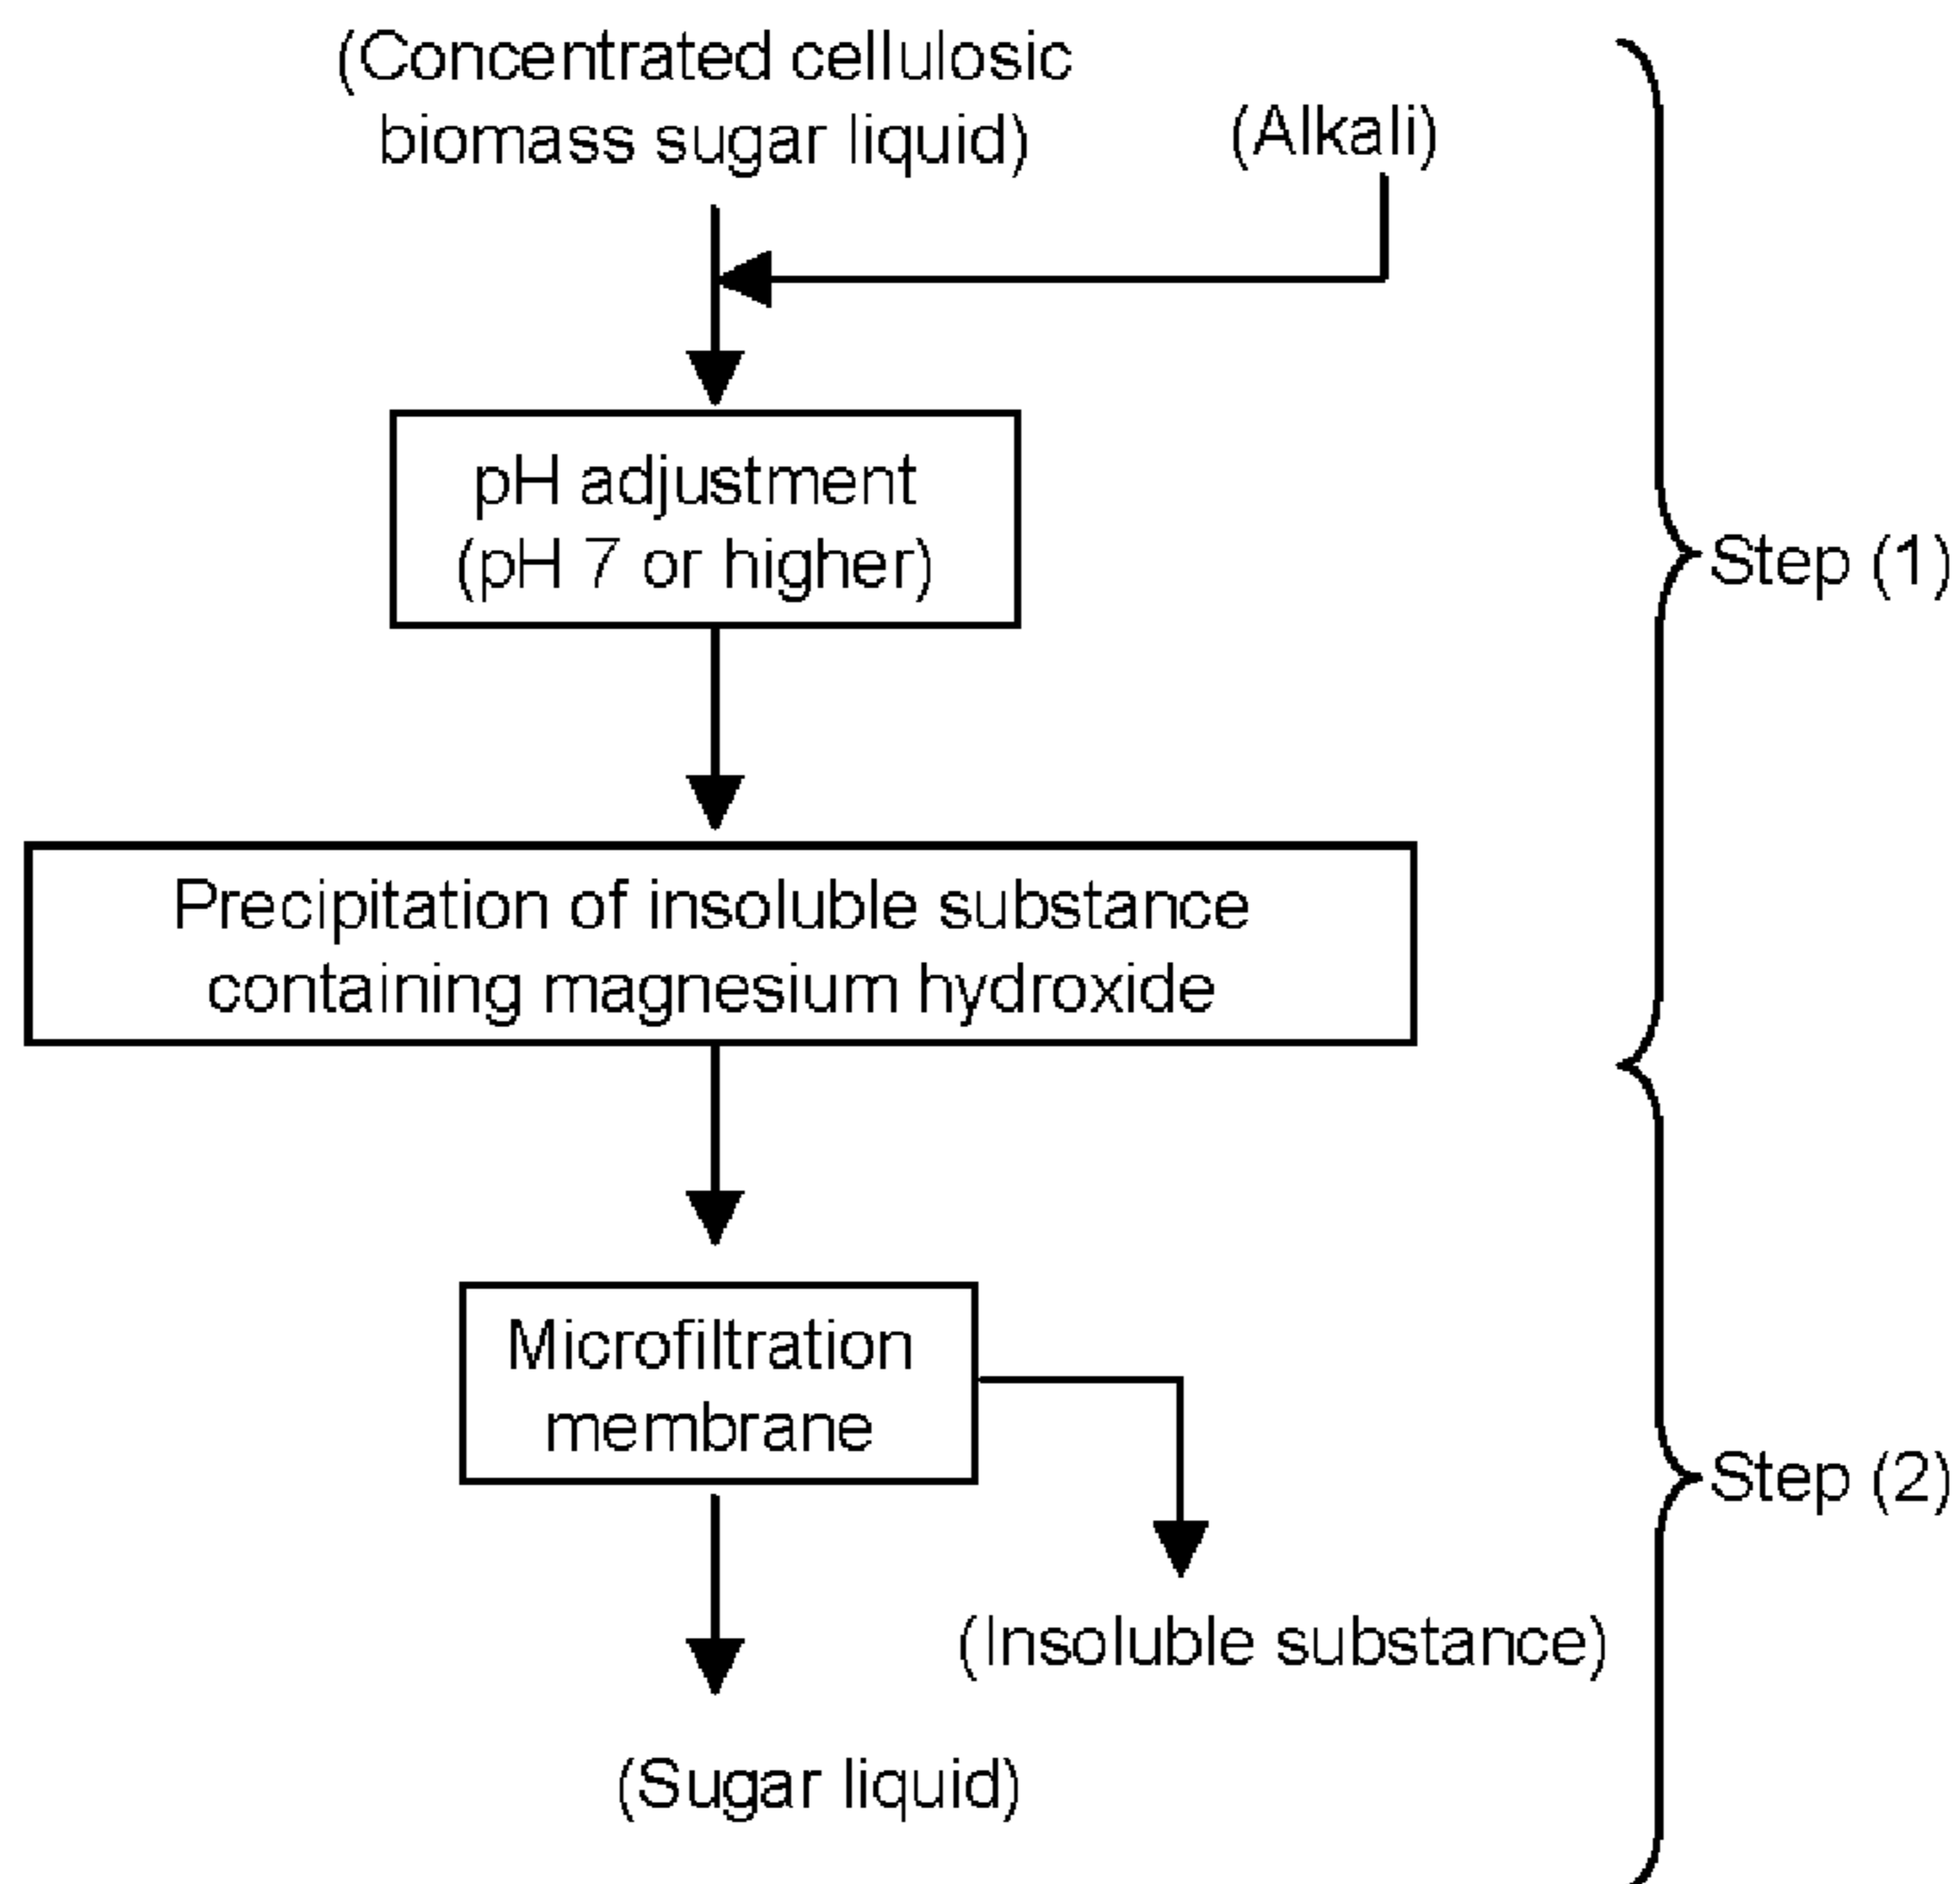 (Concentrated cellulosic
biomass sugar liquid)
(Alkali)
pH adjustment
(pH 7 or higher)
Step (1)
Precipitation of insoluble substance
containing magnesium hydroxide
Microfiltration
membrane
Step (2)
(Insoluble substance)
(Sugar liquid)